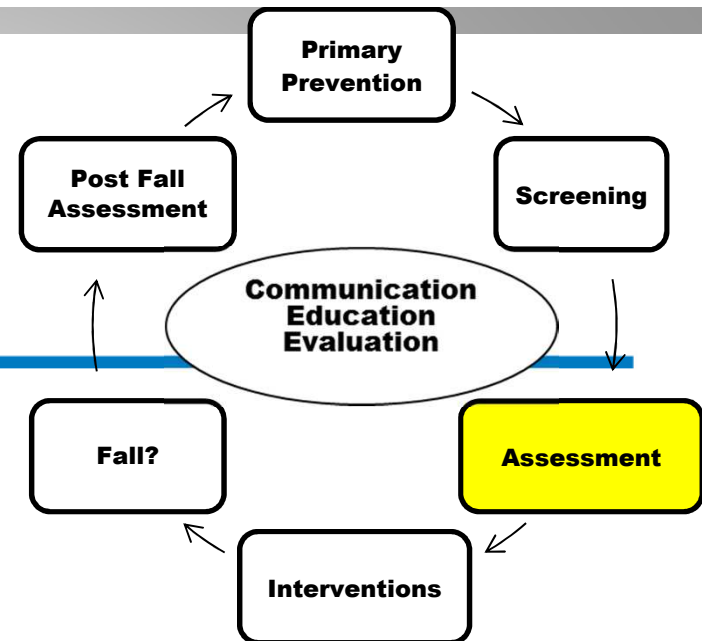 Primary
Prevention
Screening
Assessment
Interventions
Fall?
Post Fall
Assessment
Communication
Education
Evaluation